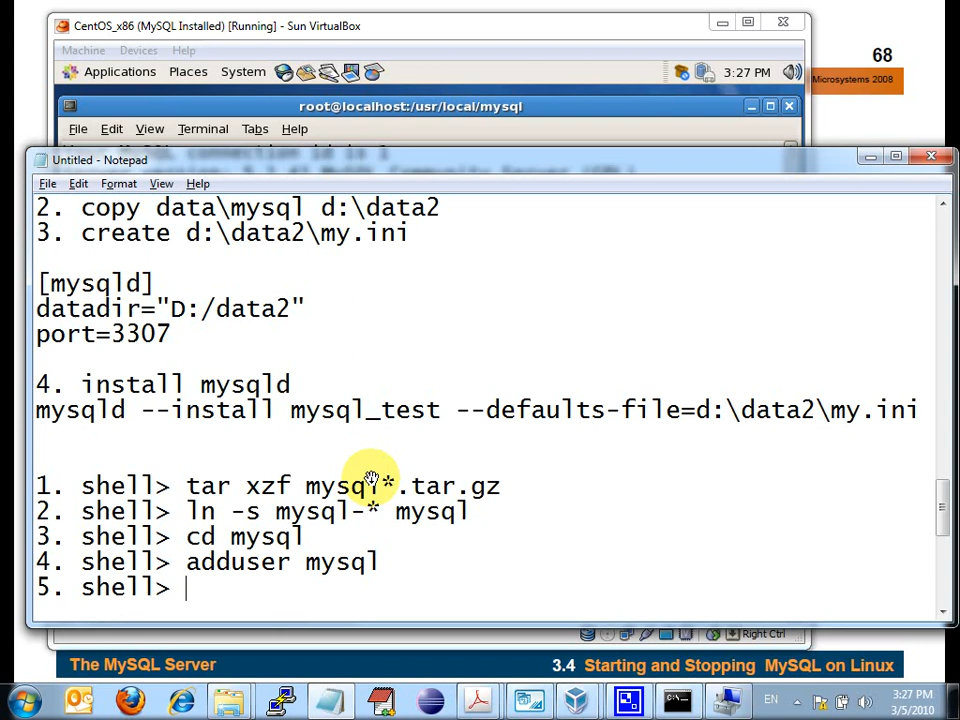 CentOS_x86 (MySQL Installed) [Running] - Sun VirtualBox
Machine Devices Help
68
Applications Places System 3:27 PM
Microsystems 2008
root@localhost:/usr/local/mysql
File Edit View Terminal Tabs Help
MySQL connection id is 1
Untitled - Notepad
File Edit Format View Help
2. copy data\mysql d:\data2
3. create d:\data2\my.ini
[mysqld]
datadir="D:/data2"
port=3307
4. install mysqld
mysqld --install mysql_test --defaults-file=d:\data2\my.ini
1. shell> tar xzf mysql*.tar.gz
2. shell> ln -s mysql-* mysql
3. shell> cd mysql
4. shell> adduser mysql
5. shell>
Right Ctrl
The MySQL Server 3.4 Starting and Stopping MySQL on Linux
EN 3:27 PM
3/5/2010